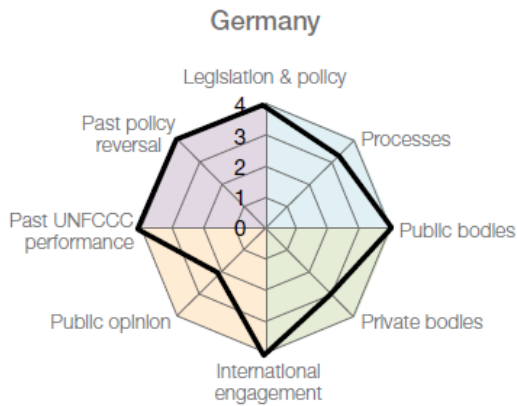 Germany
Legislation & policy
4
3
2
1
0
Past policy
reversal
Processes
Past UNFCCC
performance
Public bodies
Public opinion
Private bodies
International
engagement